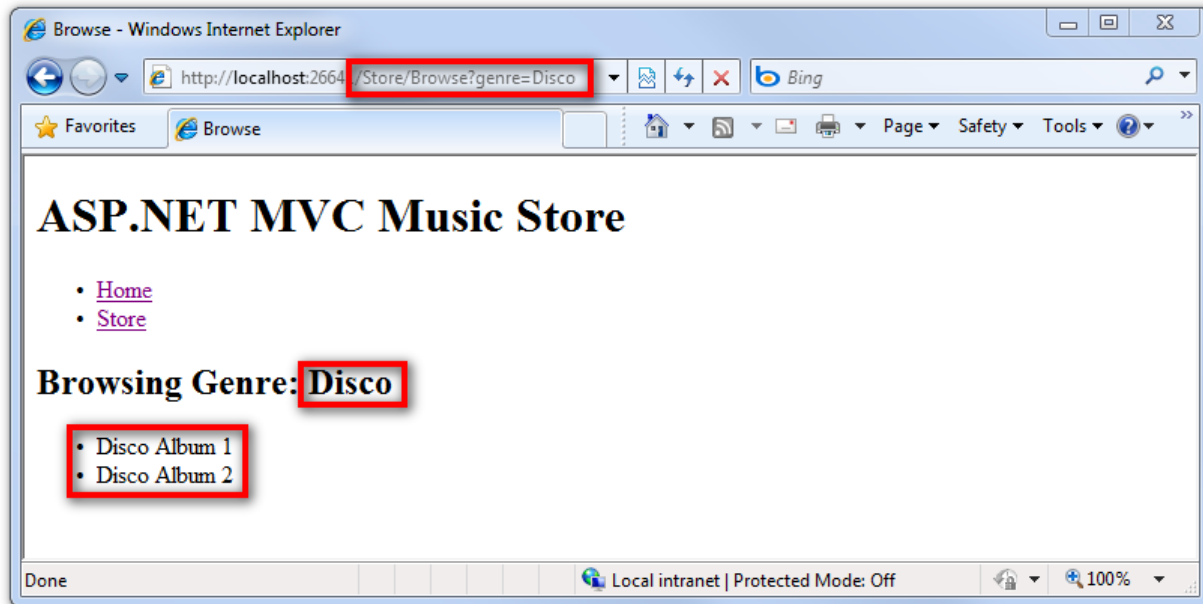 Browse - Windows Internet Explorer
http://localhost:2664 /Store/Browse?genre=Disco
Bing
Favorites
Browse
Page
Safety
Tools
ASP.NET MVC Music Store
• Home
• Store
Browsing Genre: Disco
• Disco Album 1
• Disco Album 2
Done
Local intranet | Protected Mode: Off
100%